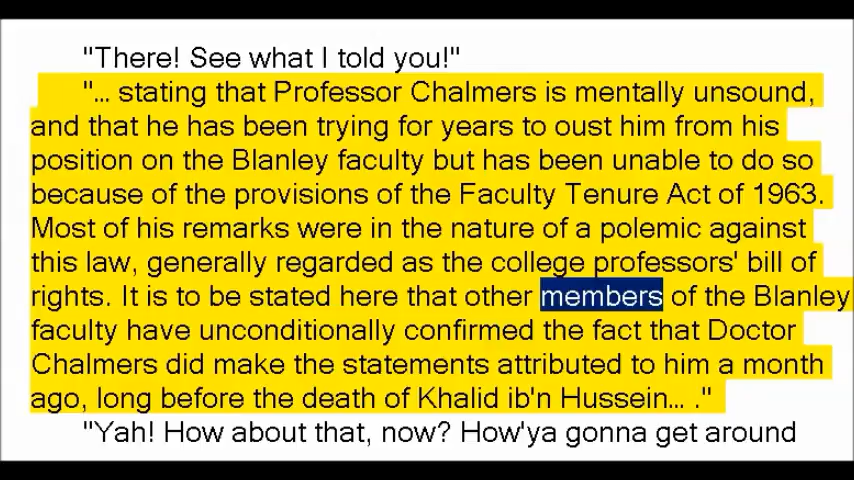 "There! See what I told you!"
"... stating that Professor Chalmers is mentally unsound,
and that he has been trying for years to oust him from his
position on the Blanley faculty but has been unable to do so
because of the provisions of the Faculty Tenure Act of 1963.
Most of his remarks were in the nature of a polemic against
this law, generally regarded as the college professors' bill of
rights. It is to be stated here that other members of the Blanley
faculty have unconditionally confirmed the fact that Doctor
Chalmers did make the statements attributed to him a month
ago, long before the death of Khalid ib'n Hussein... ."
"Yah! How about that, now? How'ya gonna get around